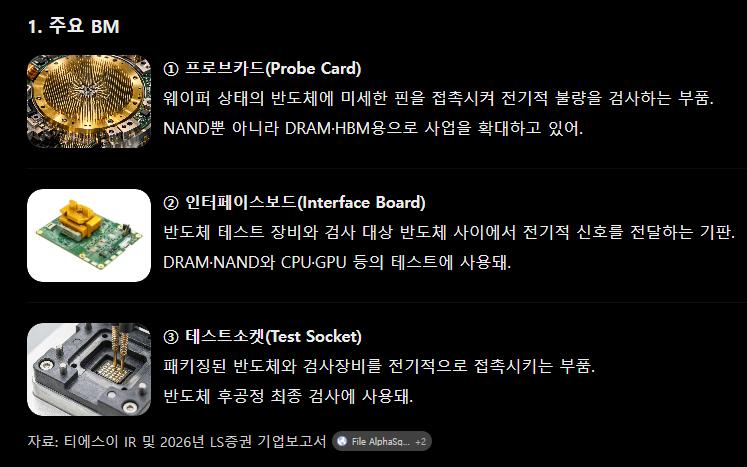 1. 주요 BM
① 프로브카드(Probe Card)
웨이퍼 상태의 반도체에 미세한 핀을 접촉시켜 전기적 불량을 검사하는 부품.
NAND뿐 아니라 DRAM·HBM용으로 사업을 확대하고 있어.
② 인터페이스보드(Interface Board)
반도체 테스트 장비와 검사 대상 반도체 사이에서 전기적 신호를 전달하는 기판.
DRAM·NAND와 CPU·GPU 등의 테스트에 사용돼.
③ 테스트소켓(Test Socket)
패키징된 반도체와 검사장비를 전기적으로 접촉시키는 부품.
반도체 후공정 최종 검사에 사용돼.
자료: 티에스이 IR 및 2026년 LS증권 기업보고서 File AlphaSq... +2